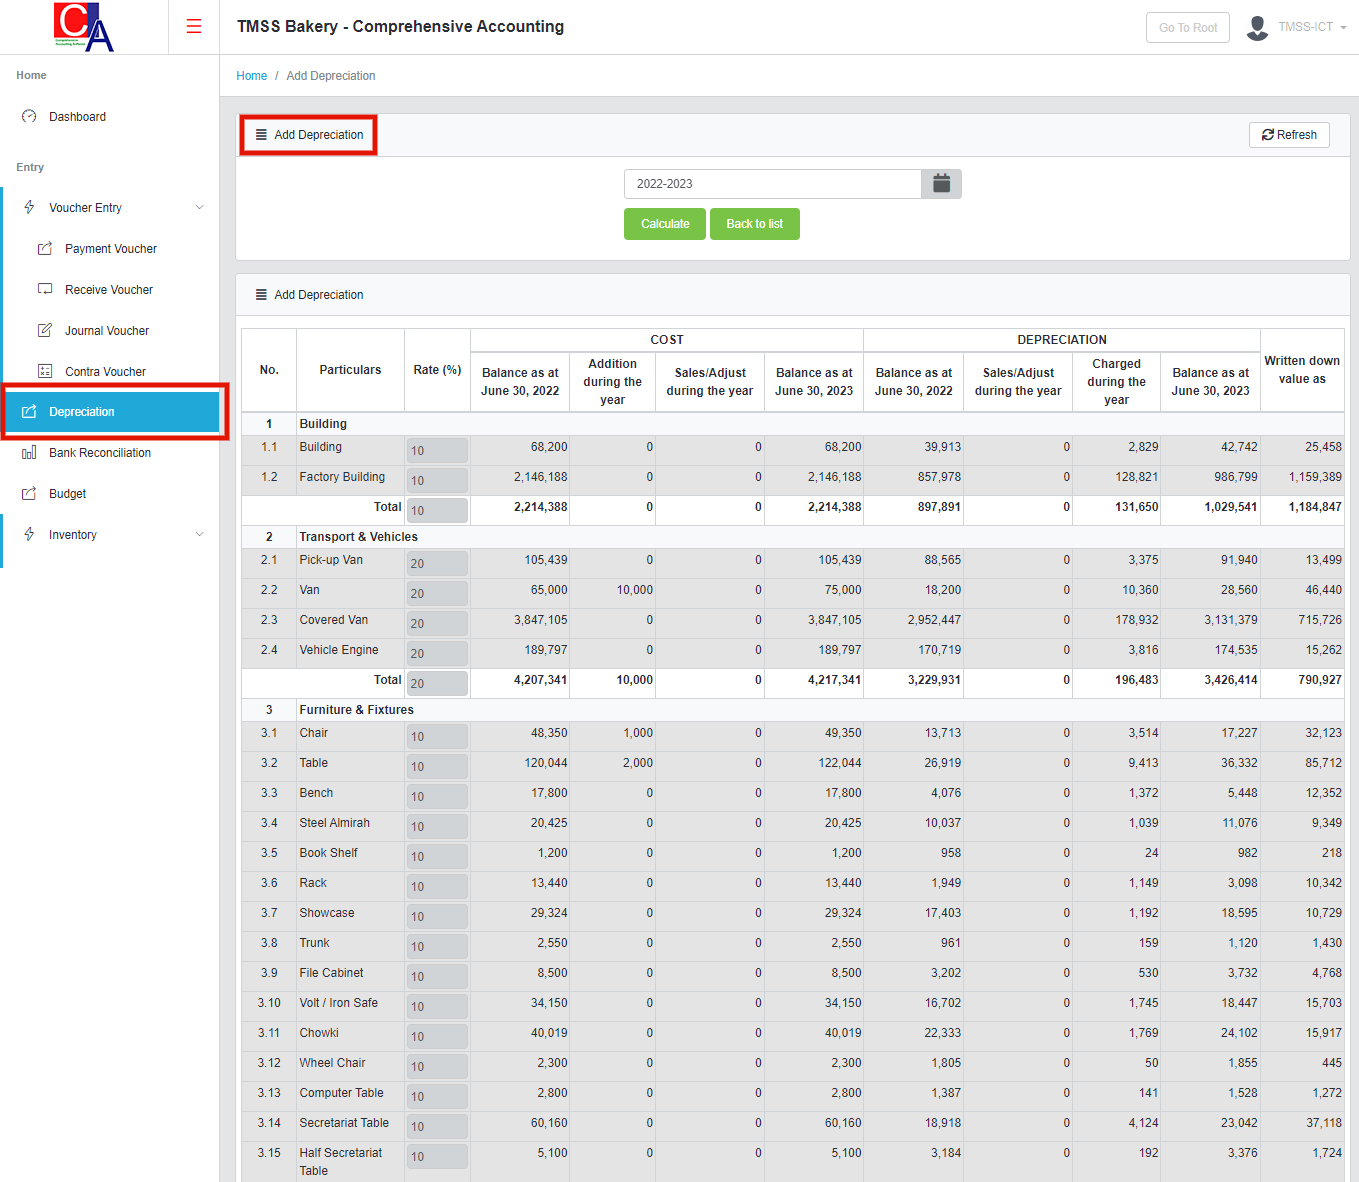 CA
Comprehensive
Accounting Software
TMSS Bakery - Comprehensive Accounting
Go To Root
TMSS-ICT
Home
Home / Add Depreciation
Dashboard
Entry
Voucher Entry
Payment Voucher
Receive Voucher
Journal Voucher
Contra Voucher
Depreciation
Bank Reconciliation
Budget
Inventory
Add Depreciation
Refresh
2022-2023
Calculate Back to list
Add Depreciation
No. Particulars Rate (%) COST DEPRECIATION Written down value as
Balance as at June 30, 2022 Addition during the year Sales/Adjust during the year Balance as at June 30, 2023 Balance as at June 30, 2022 Sales/Adjust during the year Charged during the year Balance as at June 30, 2023
1 Building
1.1 Building 10 68,200 0 0 68,200 39,913 0 2,829 42,742 25,458
1.2 Factory Building 10 2,146,188 0 0 2,146,188 857,978 0 128,821 986,799 1,159,389
Total 10 2,214,388 0 0 2,214,388 897,891 0 131,650 1,029,541 1,184,847
2 Transport & Vehicles
2.1 Pick-up Van 20 105,439 0 0 105,439 88,565 0 3,375 91,940 13,499
2.2 Van 20 65,000 10,000 0 75,000 18,200 0 10,360 28,560 46,440
2.3 Covered Van 20 3,847,105 0 0 3,847,105 2,952,447 0 178,932 3,131,379 715,726
2.4 Vehicle Engine 20 189,797 0 0 189,797 170,719 0 3,816 174,535 15,262
Total 20 4,207,341 10,000 0 4,217,341 3,229,931 0 196,483 3,426,414 790,927
3 Furniture & Fixtures
3.1 Chair 10 48,350 1,000 0 49,350 13,713 0 3,514 17,227 32,123
3.2 Table 10 120,044 2,000 0 122,044 26,919 0 9,413 36,332 85,712
3.3 Bench 10 17,800 0 0 17,800 4,076 0 1,372 5,448 12,352
3.4 Steel Almirah 10 20,425 0 0 20,425 10,037 0 1,039 11,076 9,349
3.5 Book Shelf 10 1,200 0 0 1,200 958 0 24 982 218
3.6 Rack 10 13,440 0 0 13,440 1,949 0 1,149 3,098 10,342
3.7 Showcase 10 29,324 0 0 29,324 17,403 0 1,192 18,595 10,729
3.8 Trunk 10 2,550 0 0 2,550 961 0 159 1,120 1,430
3.9 File Cabinet 10 8,500 0 0 8,500 3,202 0 530 3,732 4,768
3.10 Volt / Iron Safe 10 34,150 0 0 34,150 16,702 0 1,745 18,447 15,703
3.11 Chowki 10 40,019 0 0 40,019 22,333 0 1,769 24,102 15,917
3.12 Wheel Chair 10 2,300 0 0 2,300 1,805 0 50 1,855 445
3.13 Computer Table 10 2,800 0 0 2,800 1,387 0 141 1,528 1,272
3.14 Secretariat Table 10 60,160 0 0 60,160 18,918 0 4,124 23,042 37,118
3.15 Half Secretariat Table 10 5,100 0 0 5,100 3,184 0 192 3,376 1,724